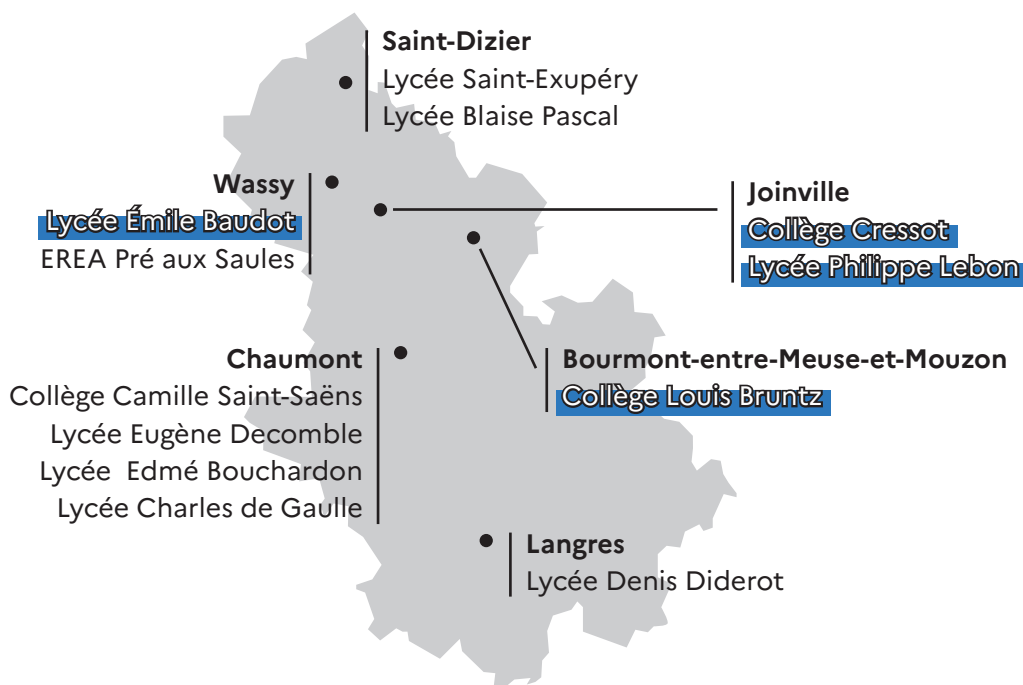 Saint-Dizier
Lycée Saint-Exupéry
Lycée Blaise Pascal
Wassy
Lycée Émile Baudot
EREA Pré aux Saules
Joinville
Collège Cressot
Lycée Philippe Lebon
Chaumont
Collège Camille Saint-Saëns
Lycée Eugène Decomble
Lycée Edmé Bouchardon
Lycée Charles de Gaulle
Bourmont-entre-Meuse-et-Mouzon
Collège Louis Bruntz
Langres
Lycée Denis Diderot